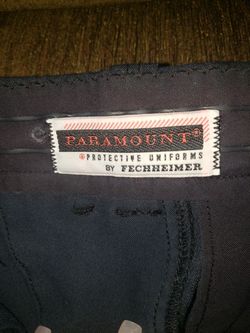 PARAMOUNT®
®PROTECTIVE UNIFORMS
BY FECHHEIMER